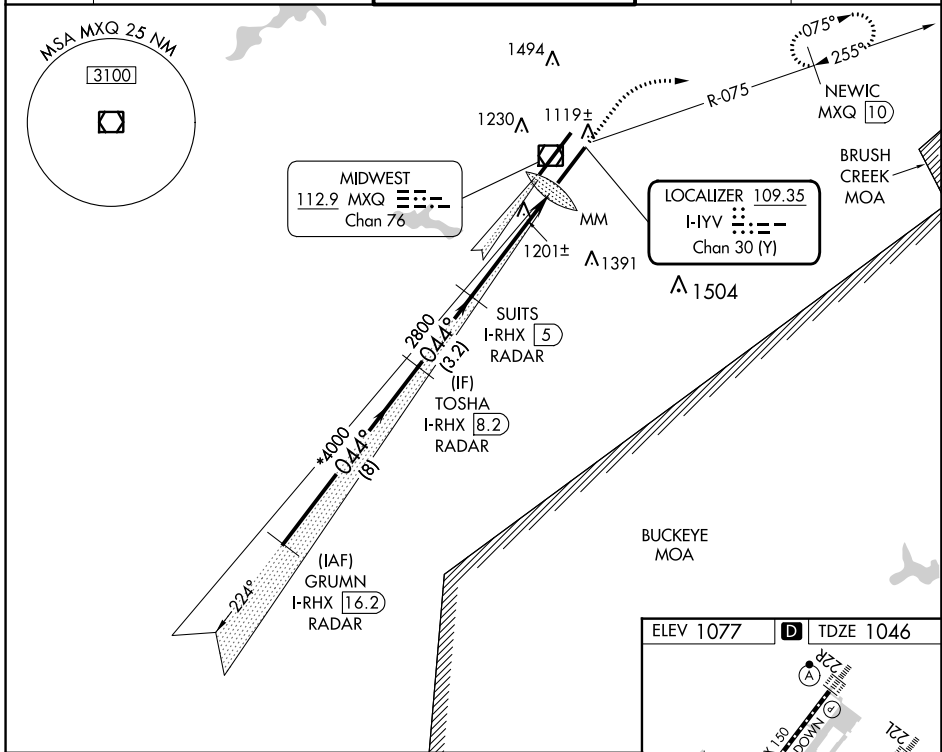 MSA MXQ 25 NM
3100
1494
1230
1119±
R-075
075°
255°
NEWIC
MXQ 10
BRUSH
CREEK
MOA
MIDWEST
112.9 MXQ
Chan 76
LOCALIZER 109.35
I-IYV
Chan 30 (Y)
MM
1201±
1391
1504
SUITS
I-RHX 5
RADAR
2800
044°
(3.2)
(IF)
TOSHA
I-RHX 8.2
RADAR
*4000
044°
(8)
(IAF)
GRUMN
I-RHX 16.2
RADAR
224°
BUCKEYE
MOA
ELEV 1077 D TDZE 1046
A
22R
P
X 150
DOWN
22L